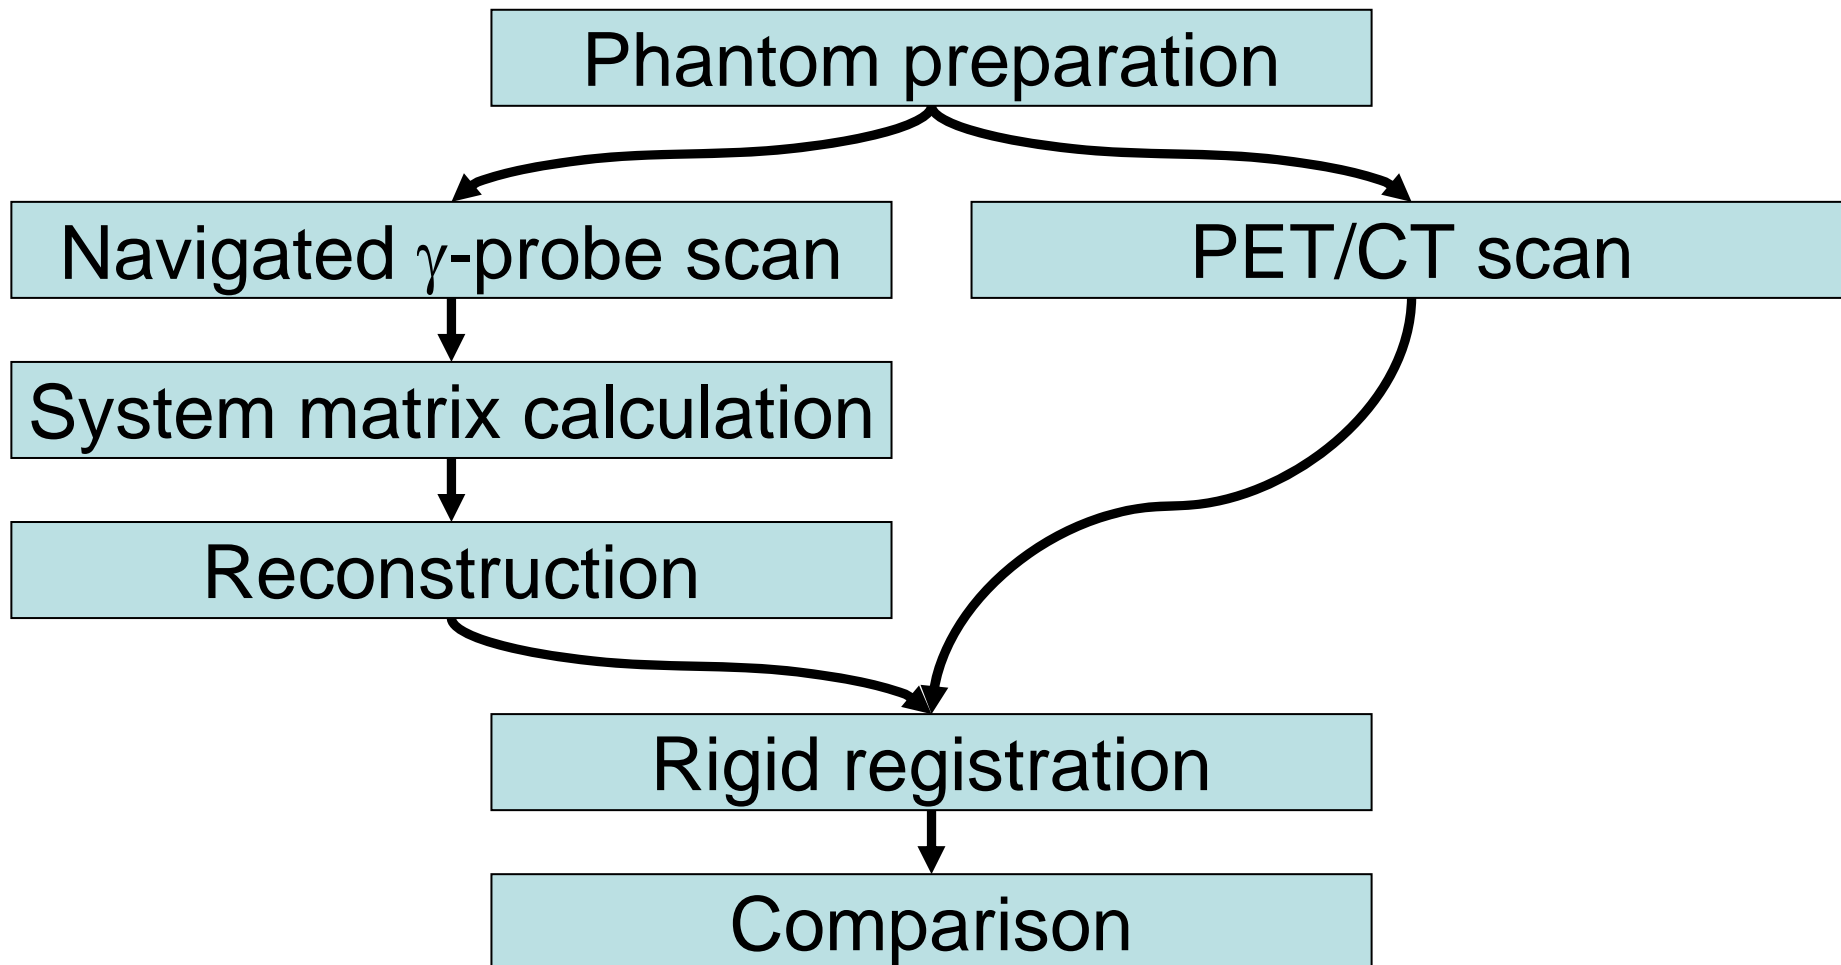 Phantom preparation
Navigated γ-probe scan
PET/CT scan
System matrix calculation
Reconstruction
Rigid registration
Comparison